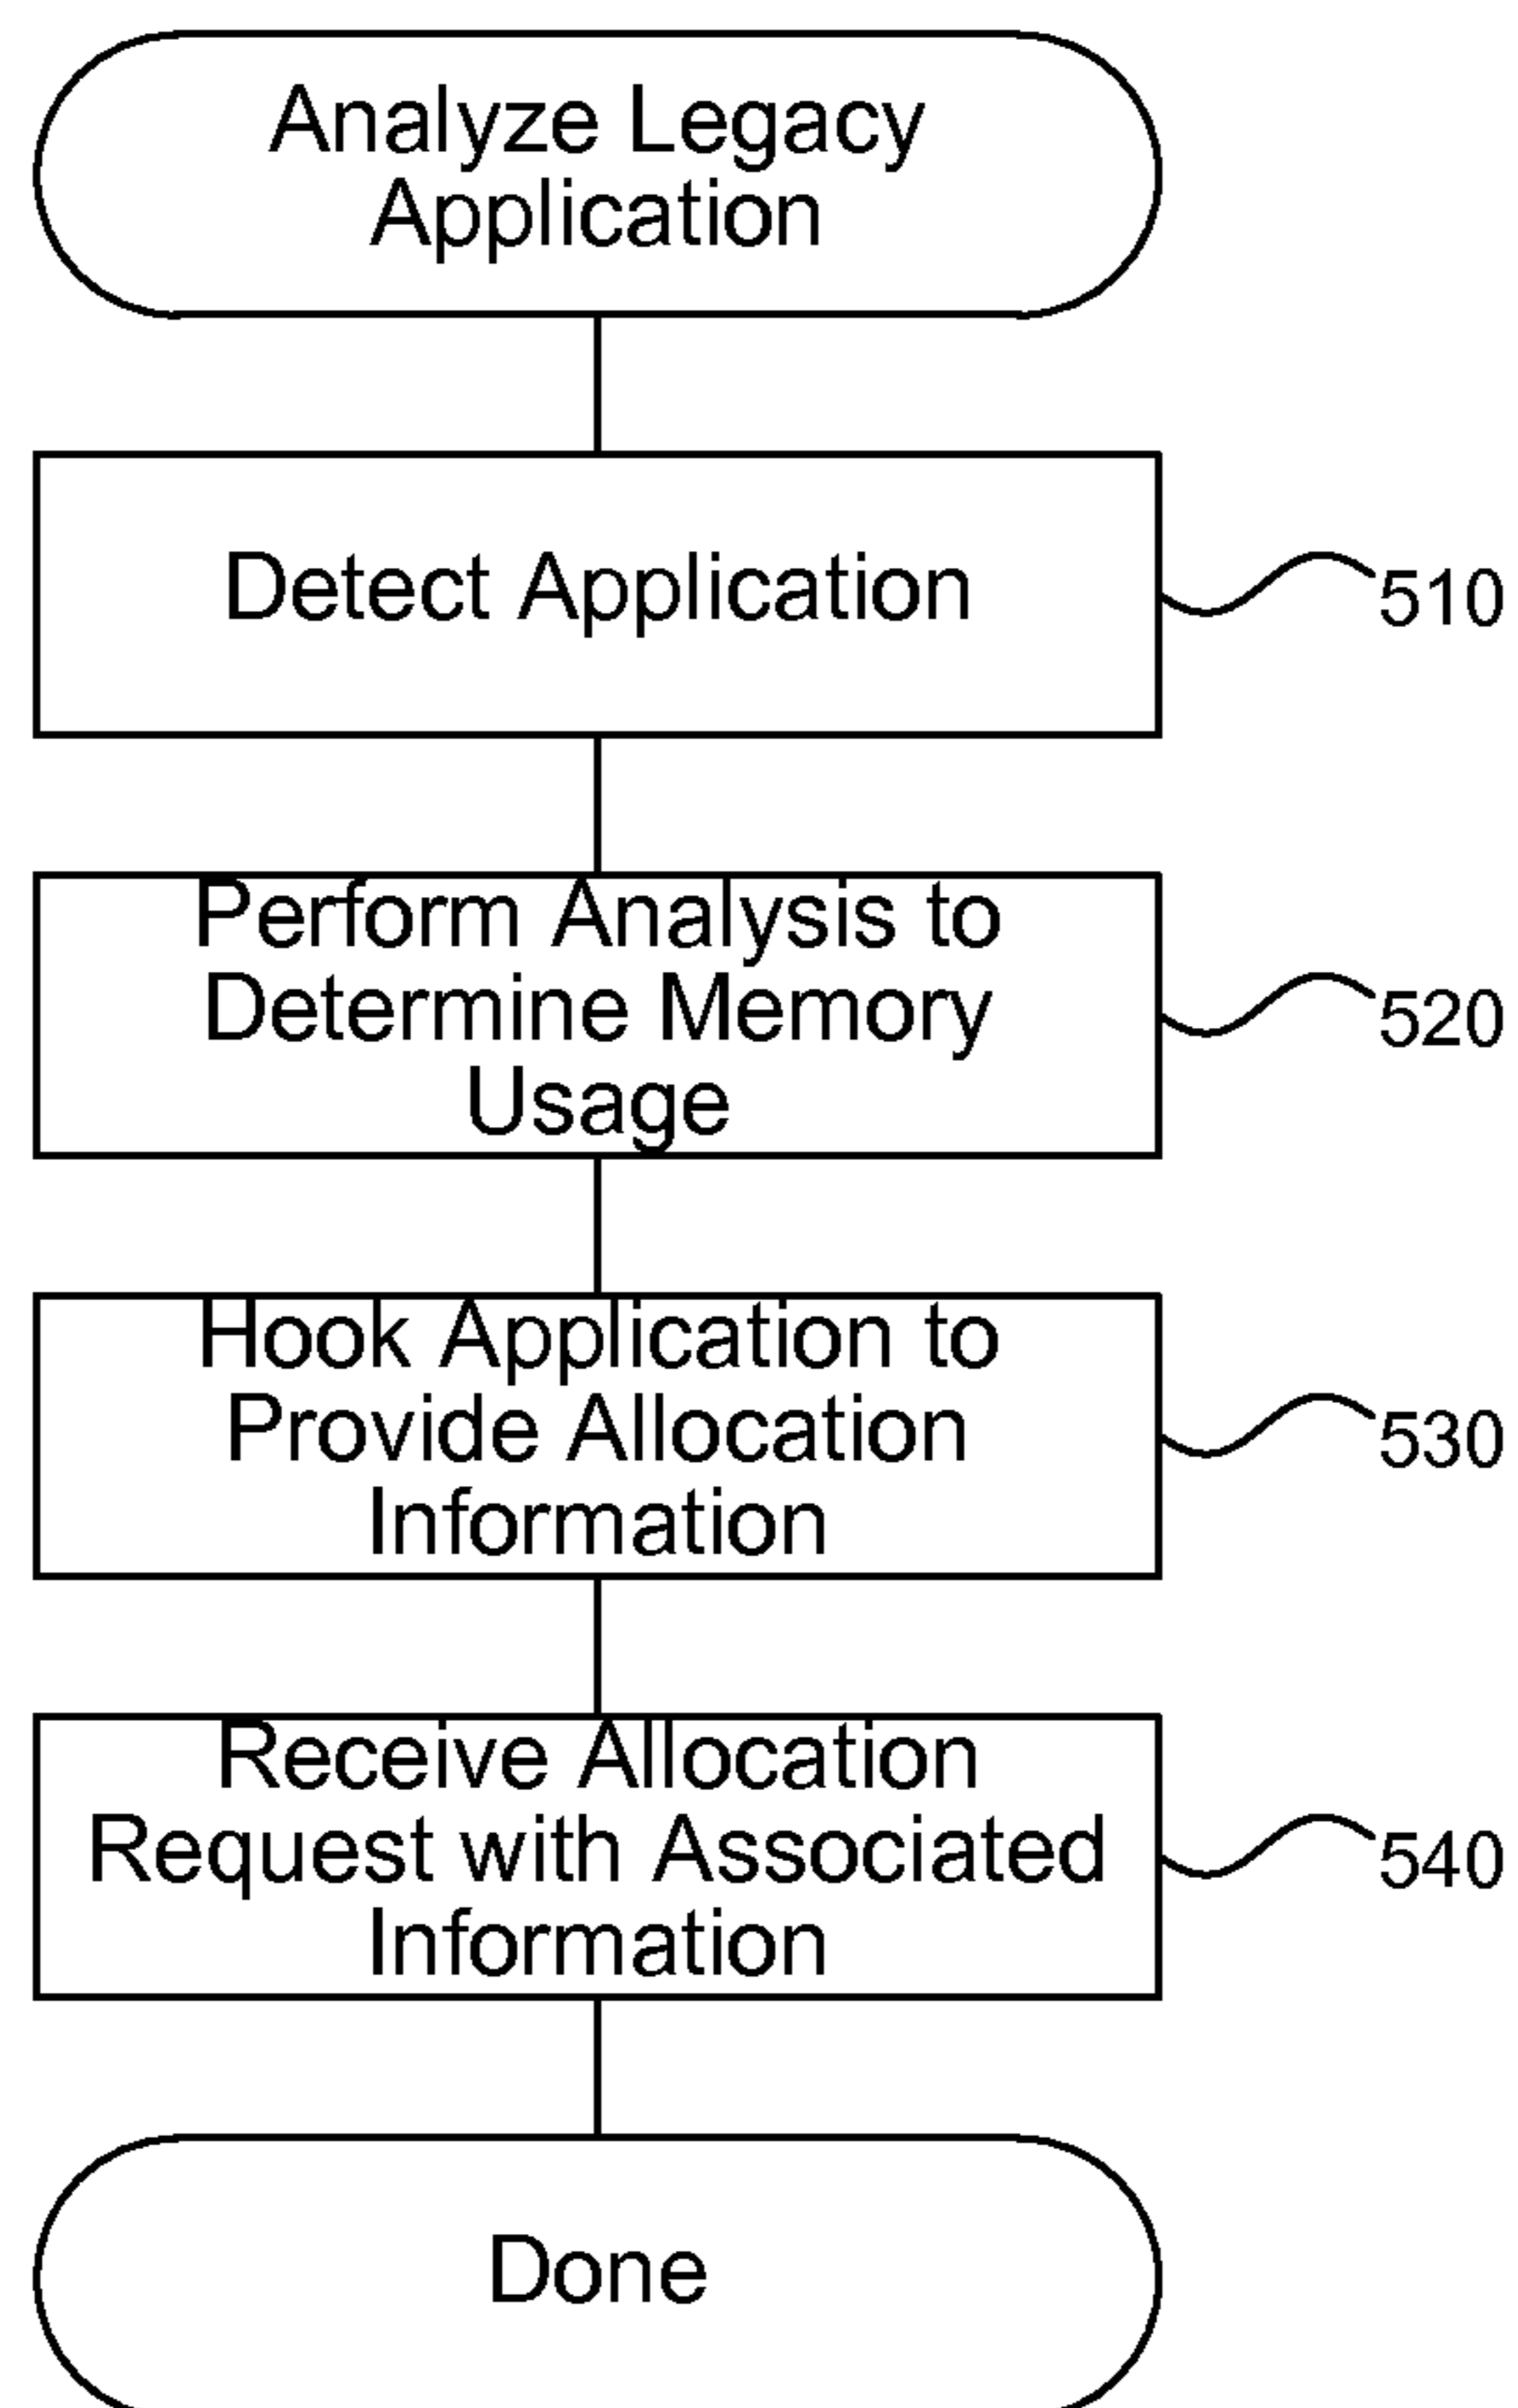 Analyze Legacy
Application
Detect Application
510
Perform Analysis to
Determine Memory
Usage
520
Hook Application to
Provide Allocation
Information
530
Receive Allocation
Request with Associated
Information
540
Done